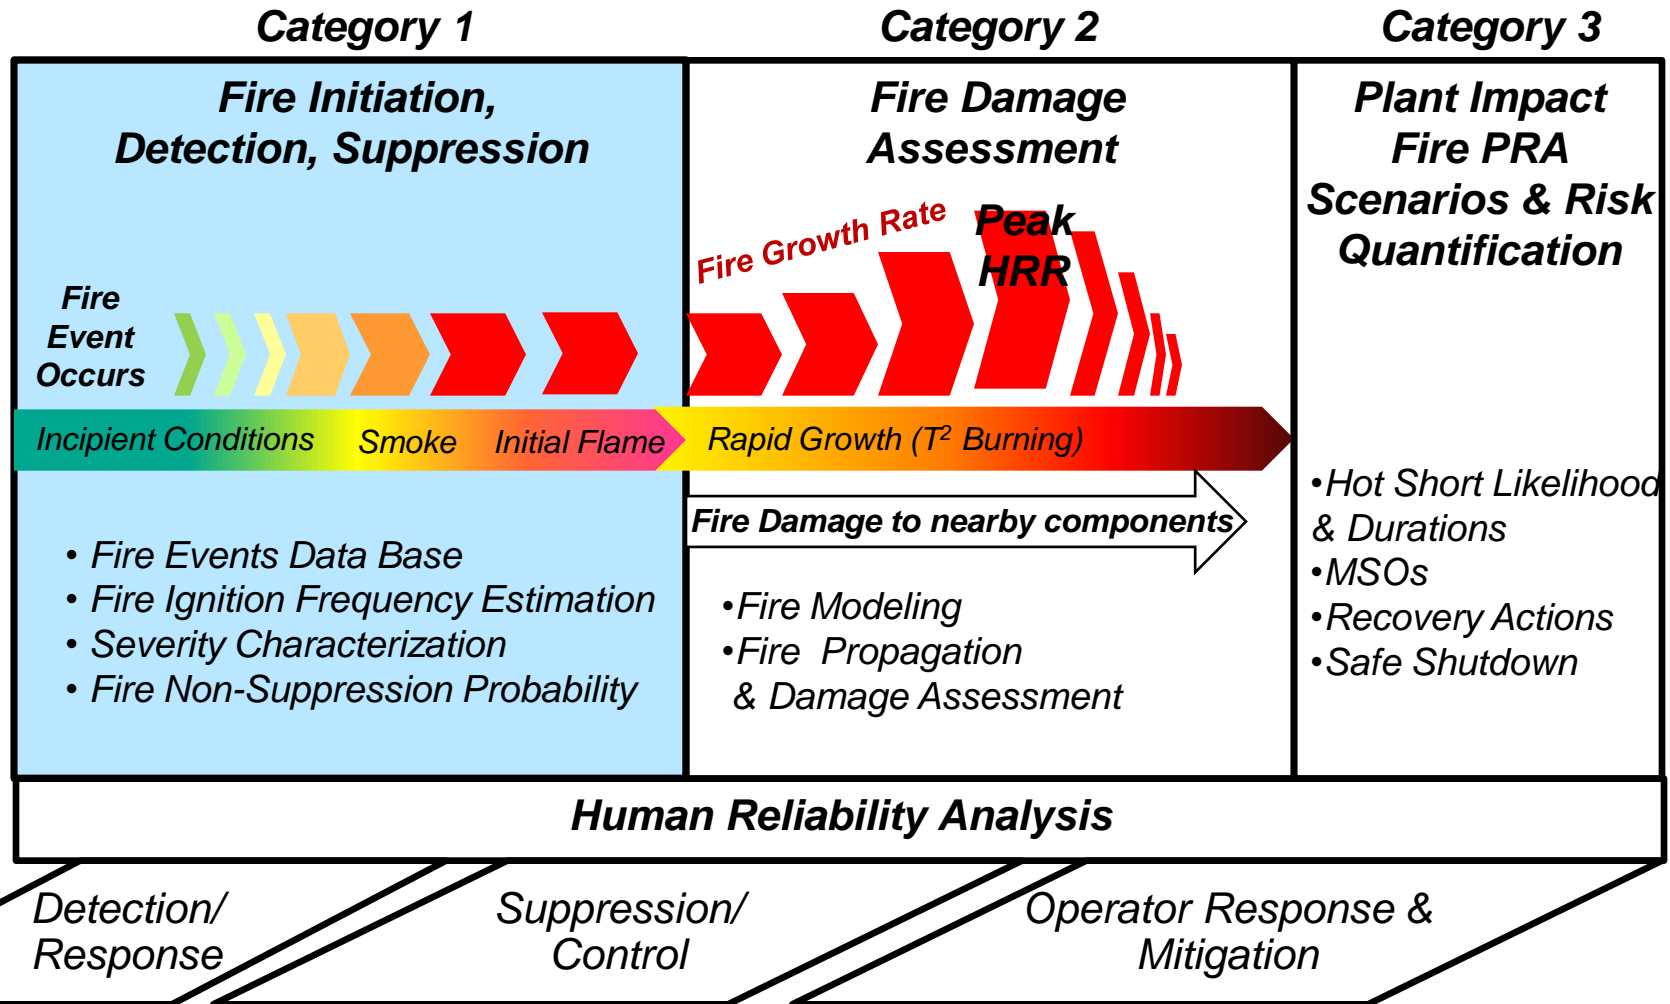 Category 1
Category 2
Category 3
Fire Initiation,
Detection, Suppression
Fire Damage
Assessment
Plant Impact
Fire PRA
Scenarios & Risk
Quantification
Fire
Event
Occurs
Fire Growth Rate
Peak
HRR
Incipient Conditions
Smoke
Initial Flame
Rapid Growth (T² Burning)
Fire Damage to nearby components
• Fire Events Data Base
• Fire Ignition Frequency Estimation
• Severity Characterization
• Fire Non-Suppression Probability
•Fire Modeling
•Fire Propagation
& Damage Assessment
•Hot Short Likelihood
& Durations
•MSOs
•Recovery Actions
•Safe Shutdown
Human Reliability Analysis
Detection/
Response
Suppression/
Control
Operator Response &
Mitigation